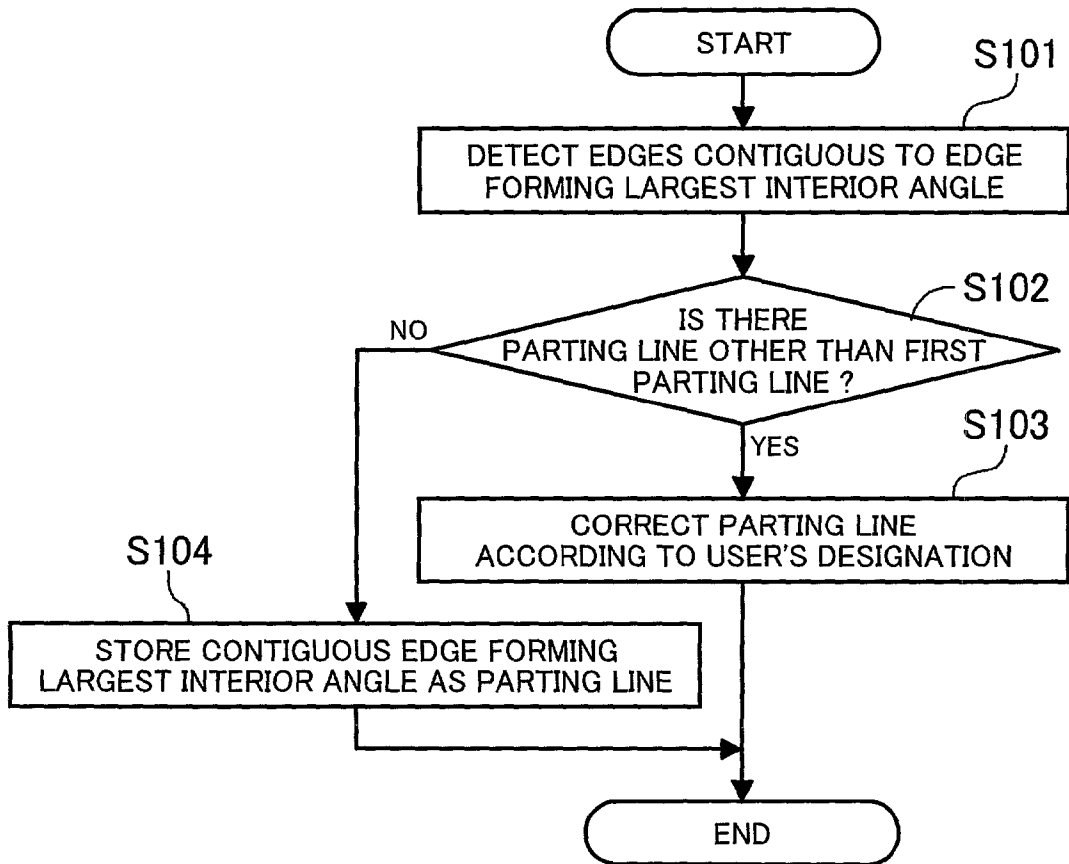 START
S101
DETECT EDGES CONTIGUOUS TO EDGE
FORMING LARGEST INTERIOR ANGLE
S102
IS THERE
PARTING LINE OTHER THAN FIRST
PARTING LINE ?
NO
YES
S103
CORRECT PARTING LINE
ACCORDING TO USER'S DESIGNATION
S104
STORE CONTIGUOUS EDGE FORMING
LARGEST INTERIOR ANGLE AS PARTING LINE
END